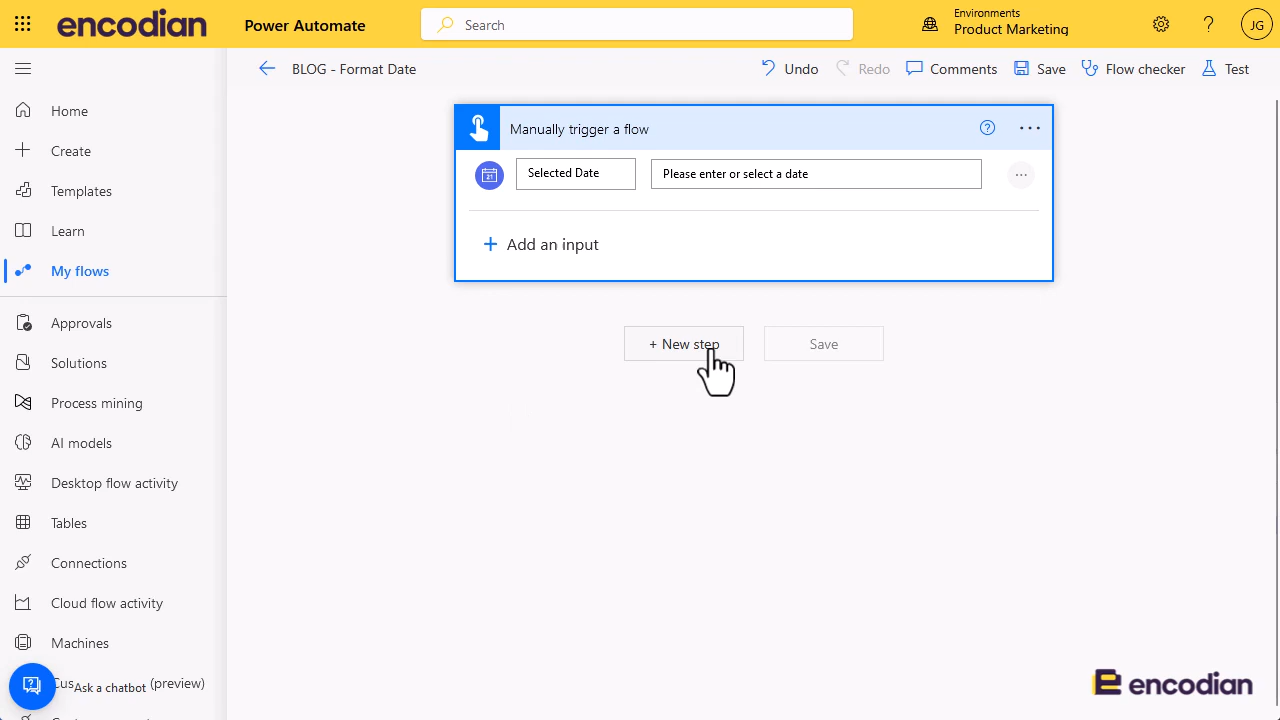 encodian
Power Automate
Search
Environments
Product Marketing
?
JG
BLOG - Format Date
Undo
Redo
Comments
Save
Flow checker
Test
Home
Create
Templates
Learn
My flows
Approvals
Solutions
Process mining
AI models
Desktop flow activity
Tables
Connections
Cloud flow activity
Machines
Cus
Ask a chatbot
(preview)
Manually trigger a flow
?
...
21
Selected Date
Please enter or select a date
...
+ Add an input
+ New step
Save
encodian